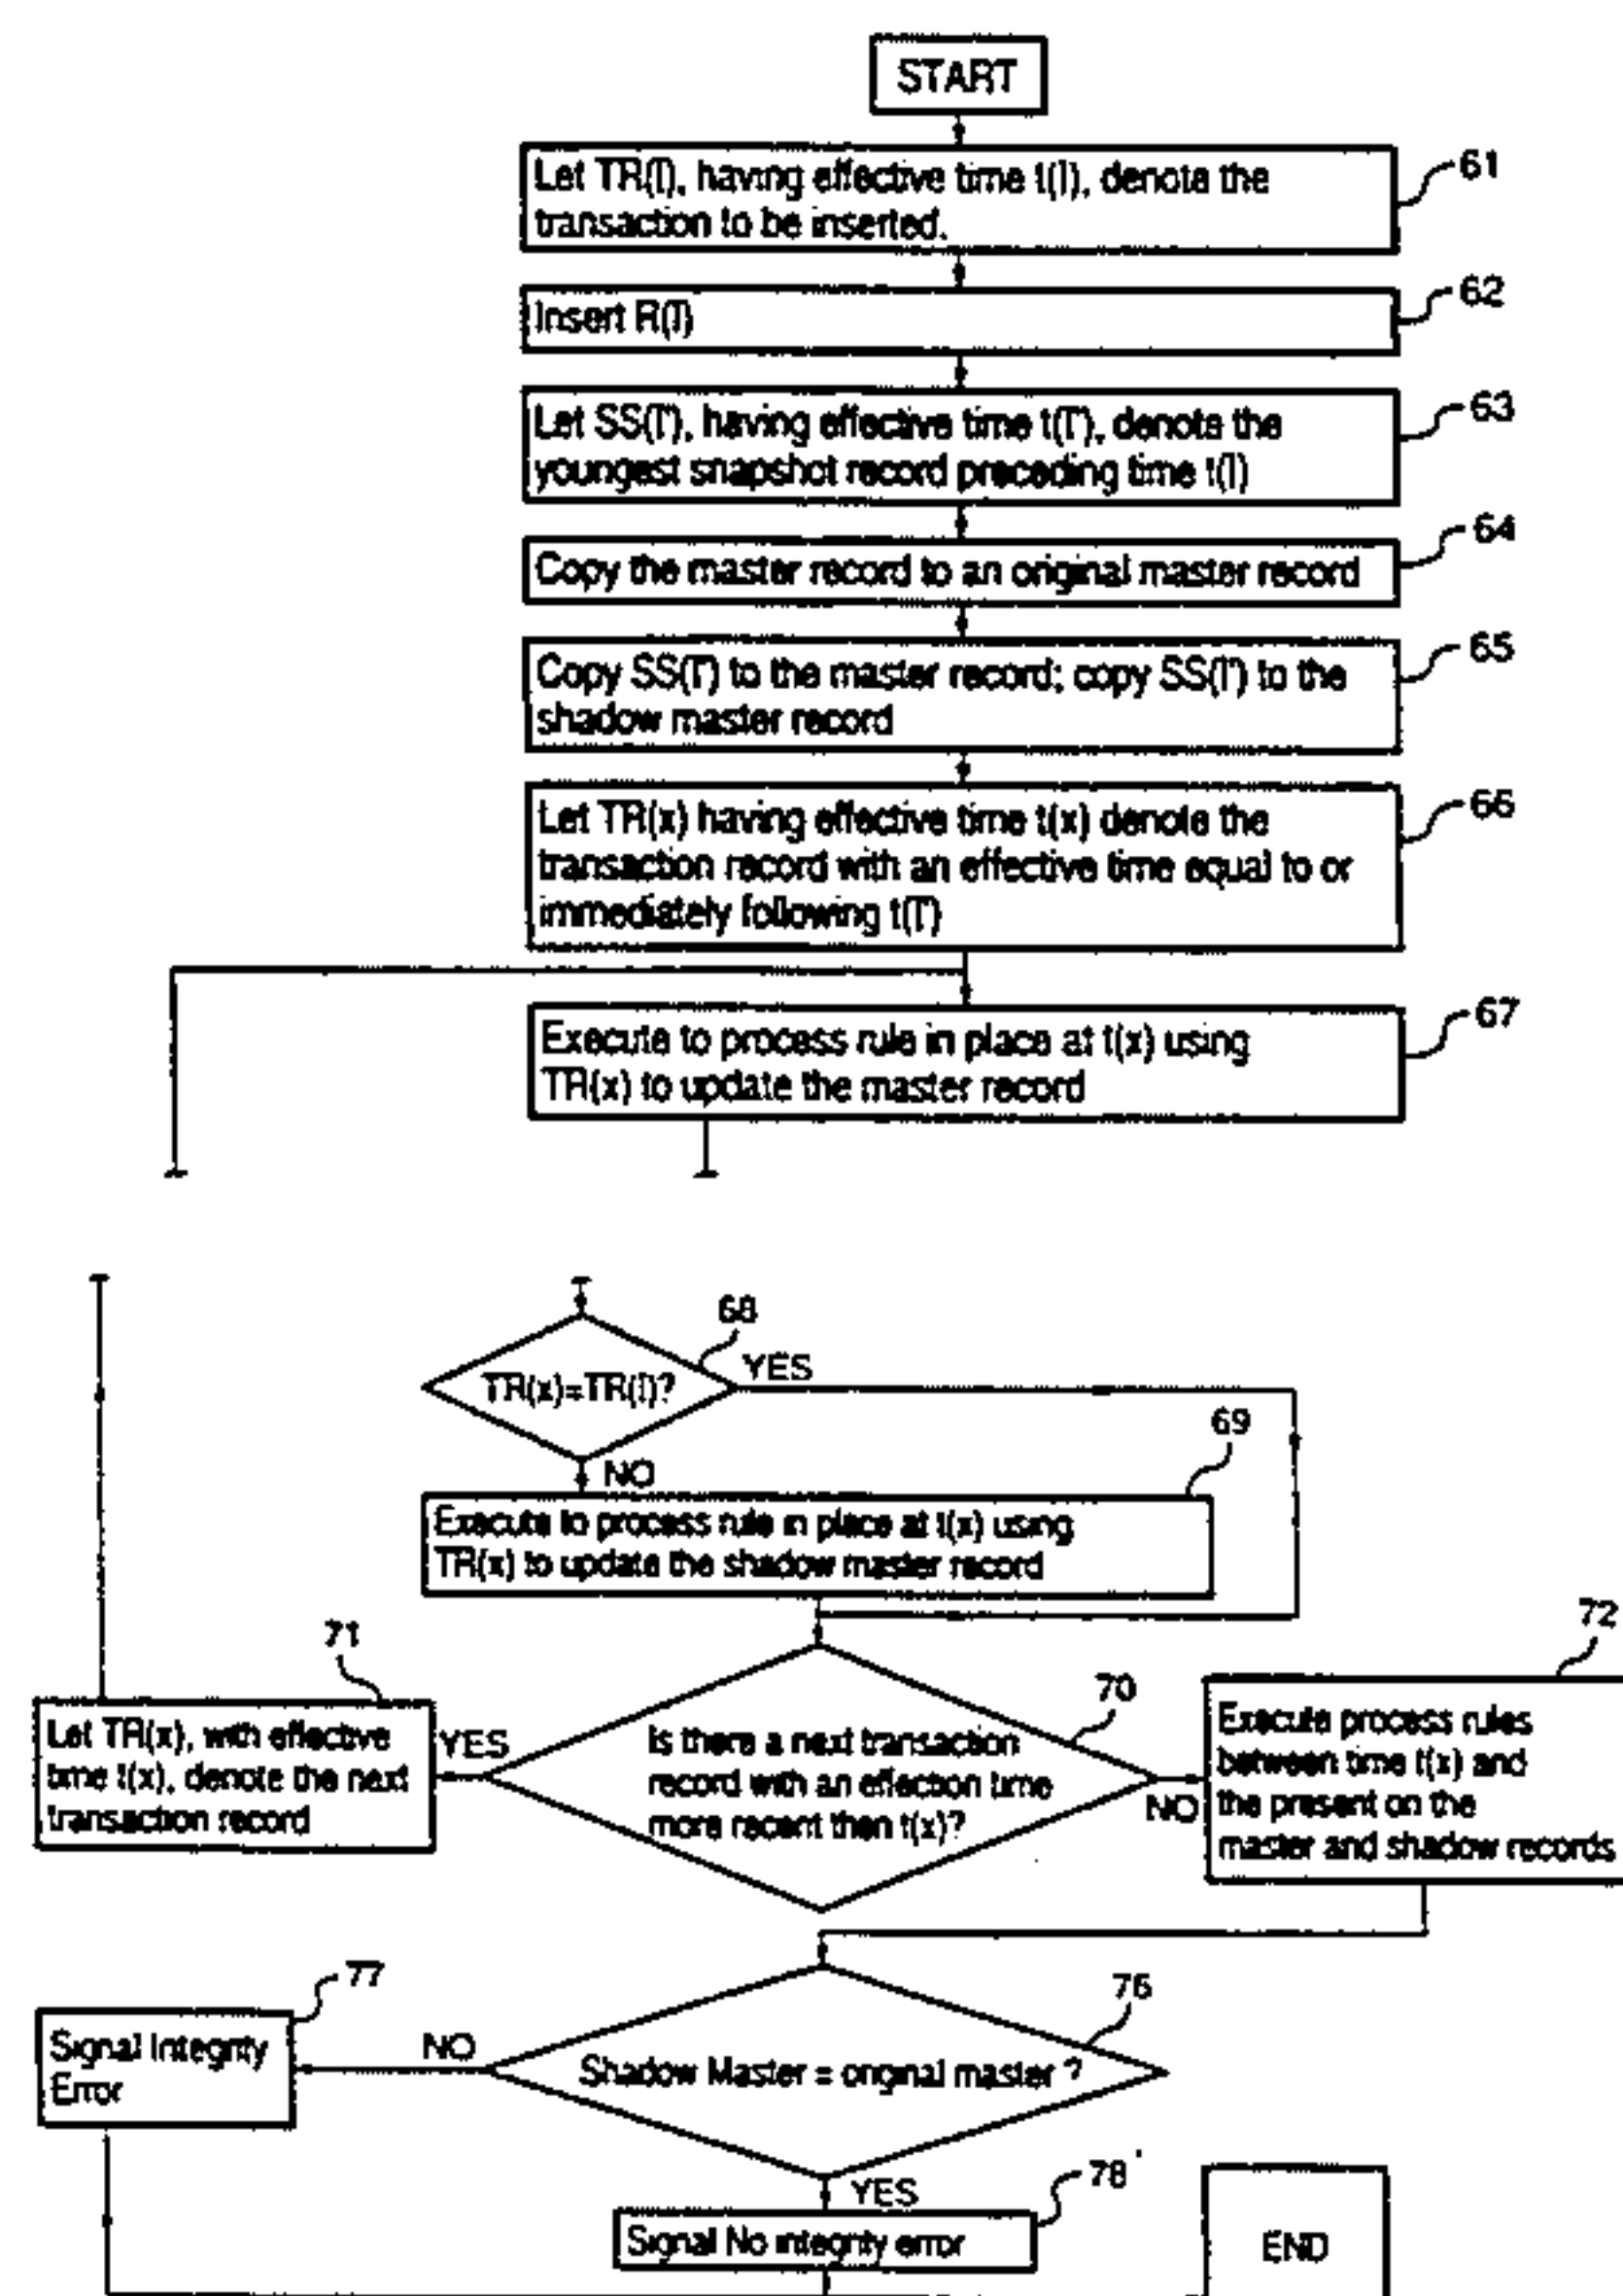 START
61
Let TR(I), having effective time t(I), denote the
transaction to be inserted.
62
Insert R(I)
63
Let SS(I'), having effective time t(I'), denote the
youngest snapshot record preceding time t(I)
64
Copy the master record to an original master record
65
Copy SS(I') to the master record; copy SS(I') to the
shadow master record
66
Let TR(x) having effective time t(x) denote the
transaction record with an effective time equal to or
immediately following t(I')
67
Execute to process rule in place at t(x) using
TR(x) to update the master record
68
TR(x)=TR(I)?
YES
69
NO
Execute to process rule in place at t(x) using
TR(x) to update the shadow master record
71
Let TR(x), with effective
time t(x), denote the next
transaction record
YES
70
Is there a next transaction
record with an effection time
more recent then t(x)?
NO
72
Execute process rules
between time t(x) and
the present on the
master and shadow records
77
Signal Integrity
Error
NO
76
Shadow Master = original master ?
YES
78
Signal No integrity error
END